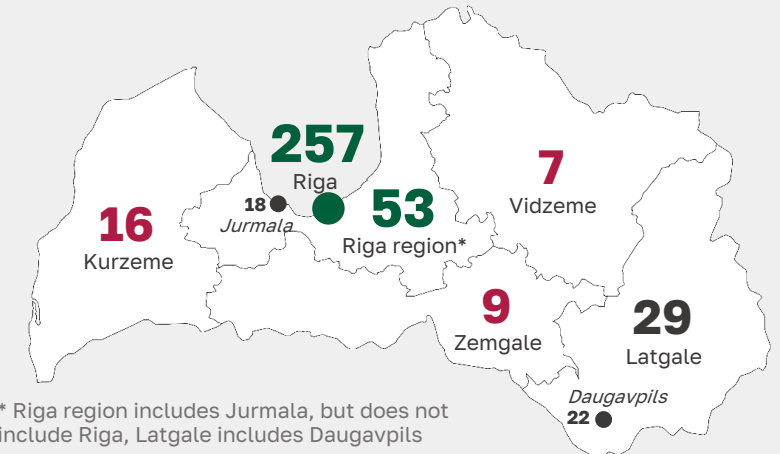 257
Riga
7
Vidzeme
18
Jurmala
53
Riga region*
16
Kurzeme
9
Zemgale
29
Latgale
Daugavpils
22
* Riga region includes Jurmala, but does not
include Riga, Latgale includes Daugavpils